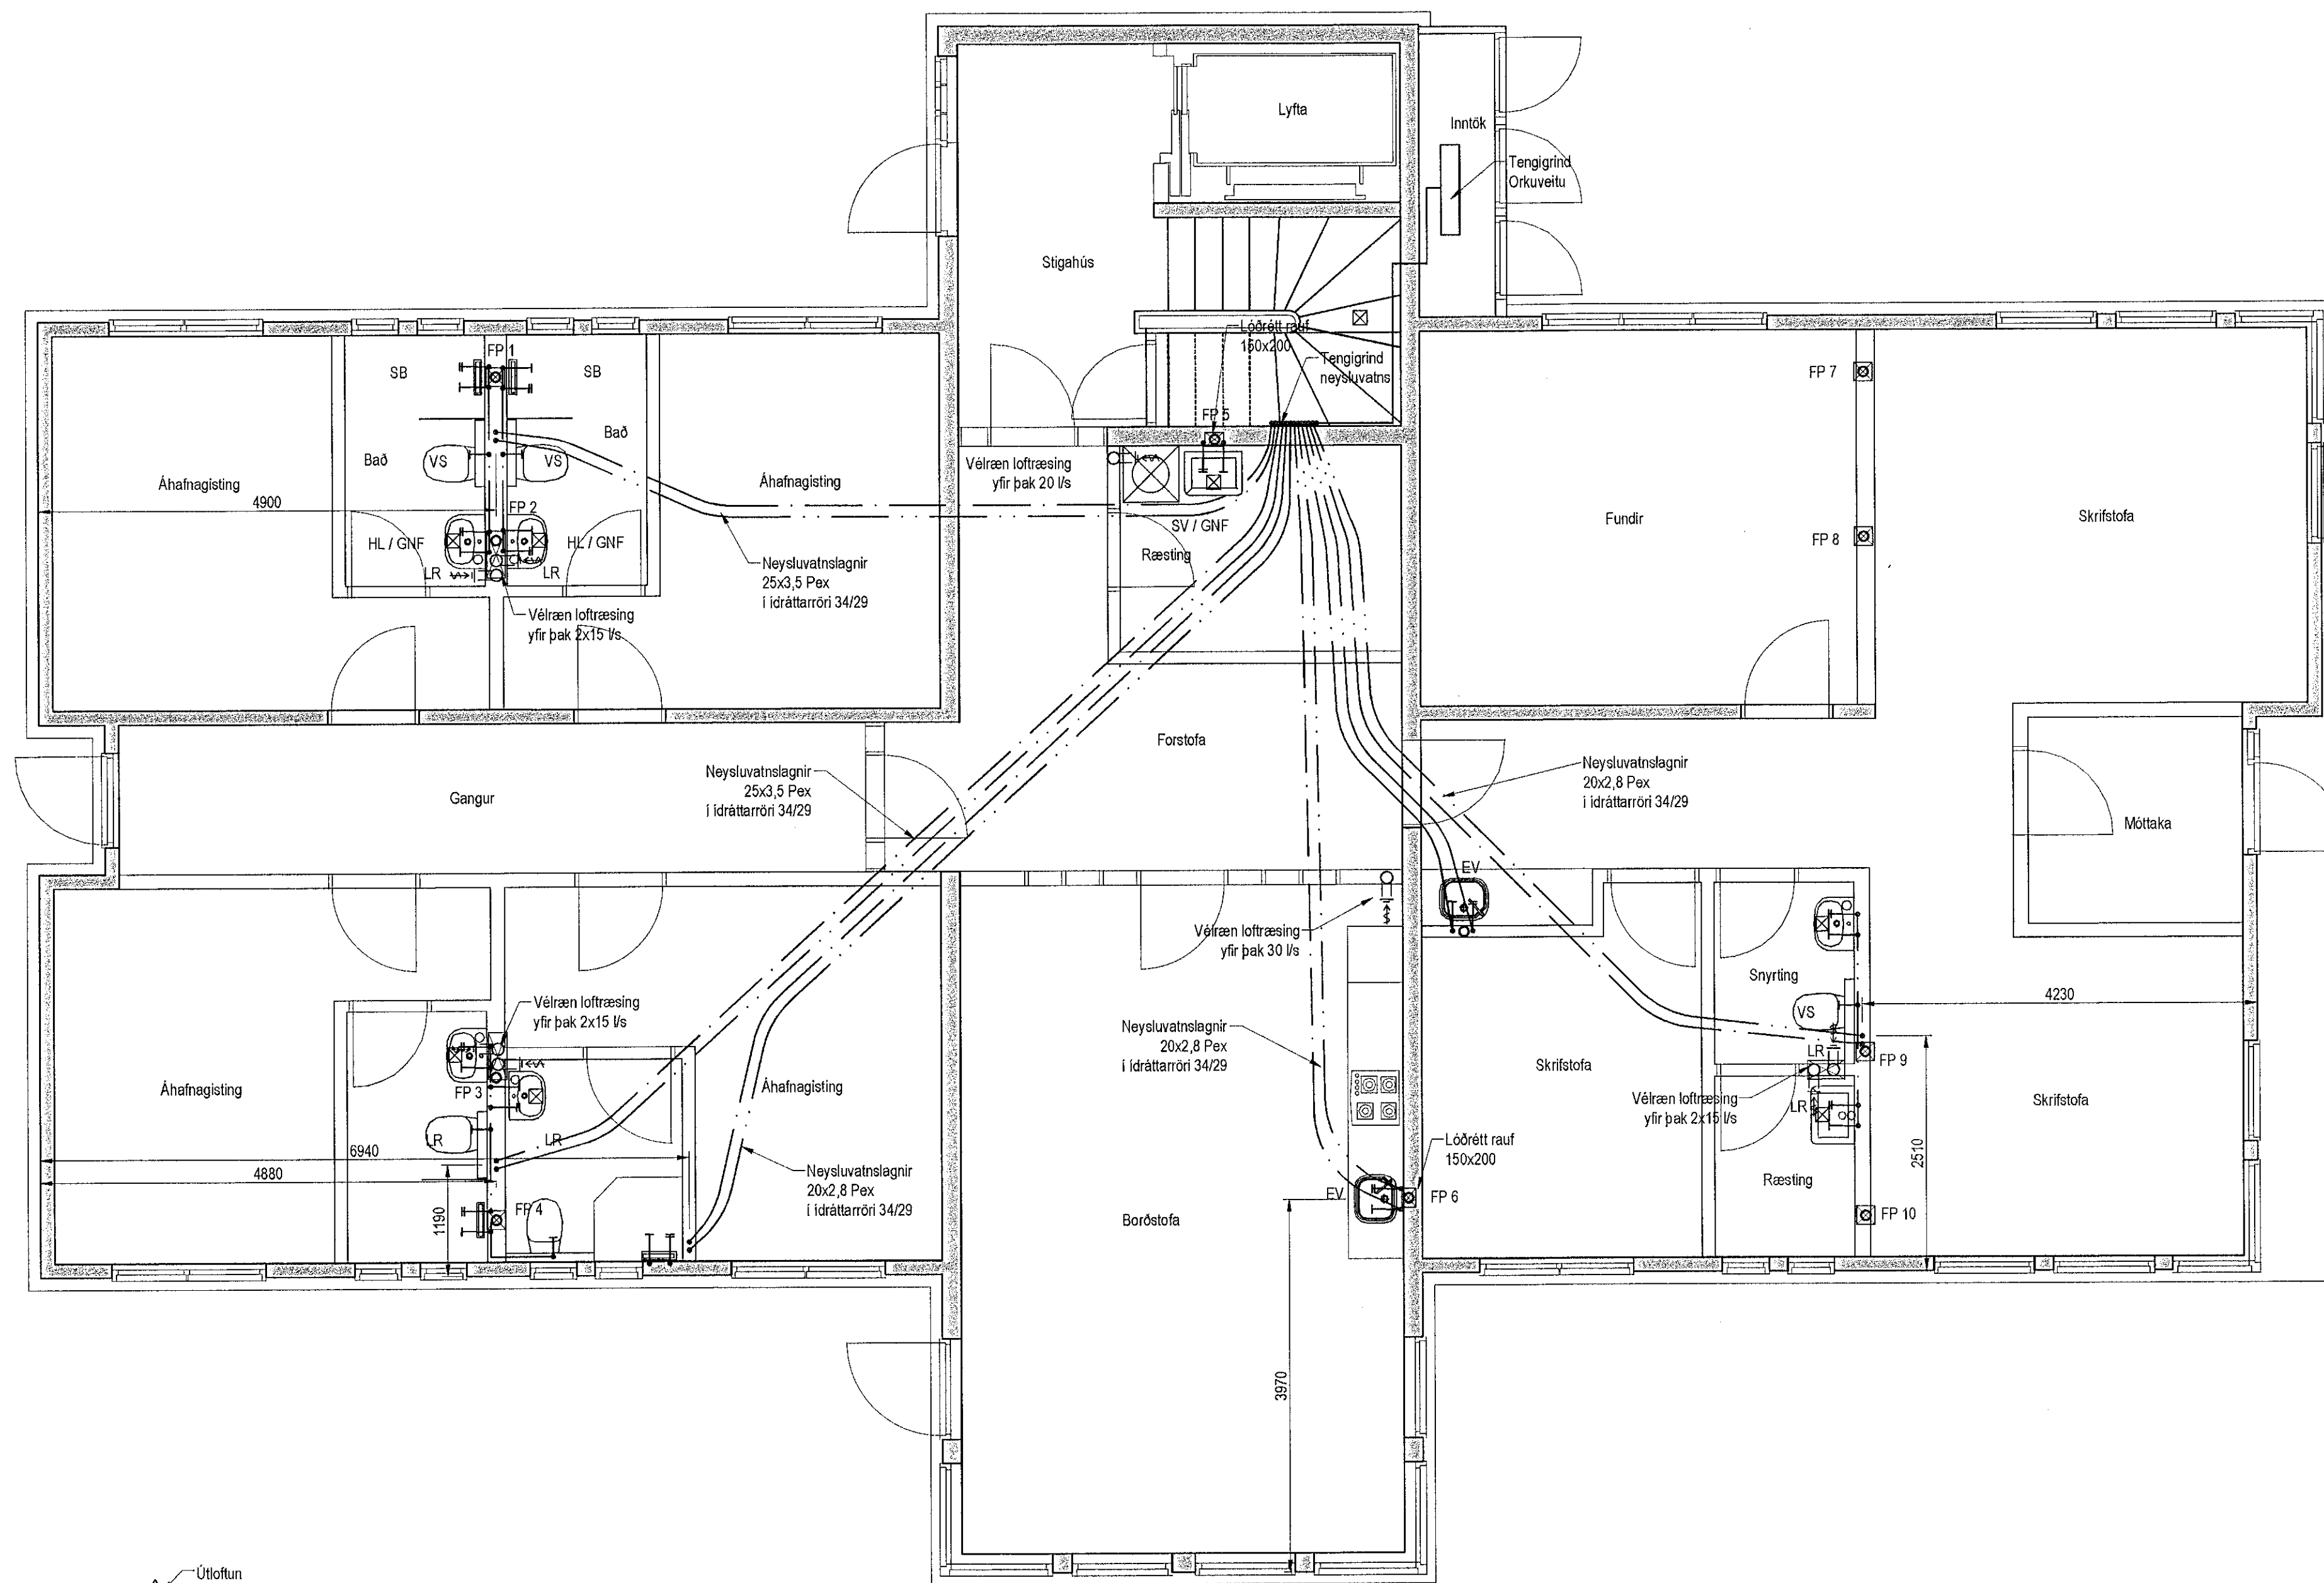 Lyfta
Inntök
Tengigrind
Orkuveitu
Stigahús
Lóðrétt rauf
150x200
Tengigrind
neysluvatns
FP 1
SB
SB
FP 7
FP 5
Bað
Bað
VS
VS
Vélræn loftræsing
yfir þak 20 l/s
Áhafnagisting
Áhafnagisting
4900
FP 2
Fundir
Skrifstofa
SV / GNF
HL / GNF
HL / GNF
FP 8
Ræsting
LR
LR
Neysluvatnslagnir
25x3,5 Pex
í ídráttarröri 34/29
Vélræn loftræsing
yfir þak 2x15 l/s
Forstofa
Neysluvatnslagnir
25x3,5 Pex
í ídráttarröri 34/29
Neysluvatnslagnir
20x2,8 Pex
í ídráttarröri 34/29
Gangur
Móttaka
EV
Vélræn loftræsing
yfir þak 30 l/s
Snyrting
4230
Vélræn loftræsing
yfir þak 2x15 l/s
VS
Neysluvatnslagnir
20x2,8 Pex
í ídráttarröri 34/29
LR
FP 9
Skrifstofa
Áhafnagisting
FP 3
Áhafnagisting
Vélræn loftræsing
yfir þak 2x15 l/s
LR
Skrifstofa
LR
LR
6940
4880
1190
Lóðrétt rauf
150x200
2510
Neysluvatnslagnir
20x2,8 Pex
í ídráttarröri 34/29
Ræsting
EV
FP 6
FP 4
Borðstofa
FP 10
3970
Útloftun